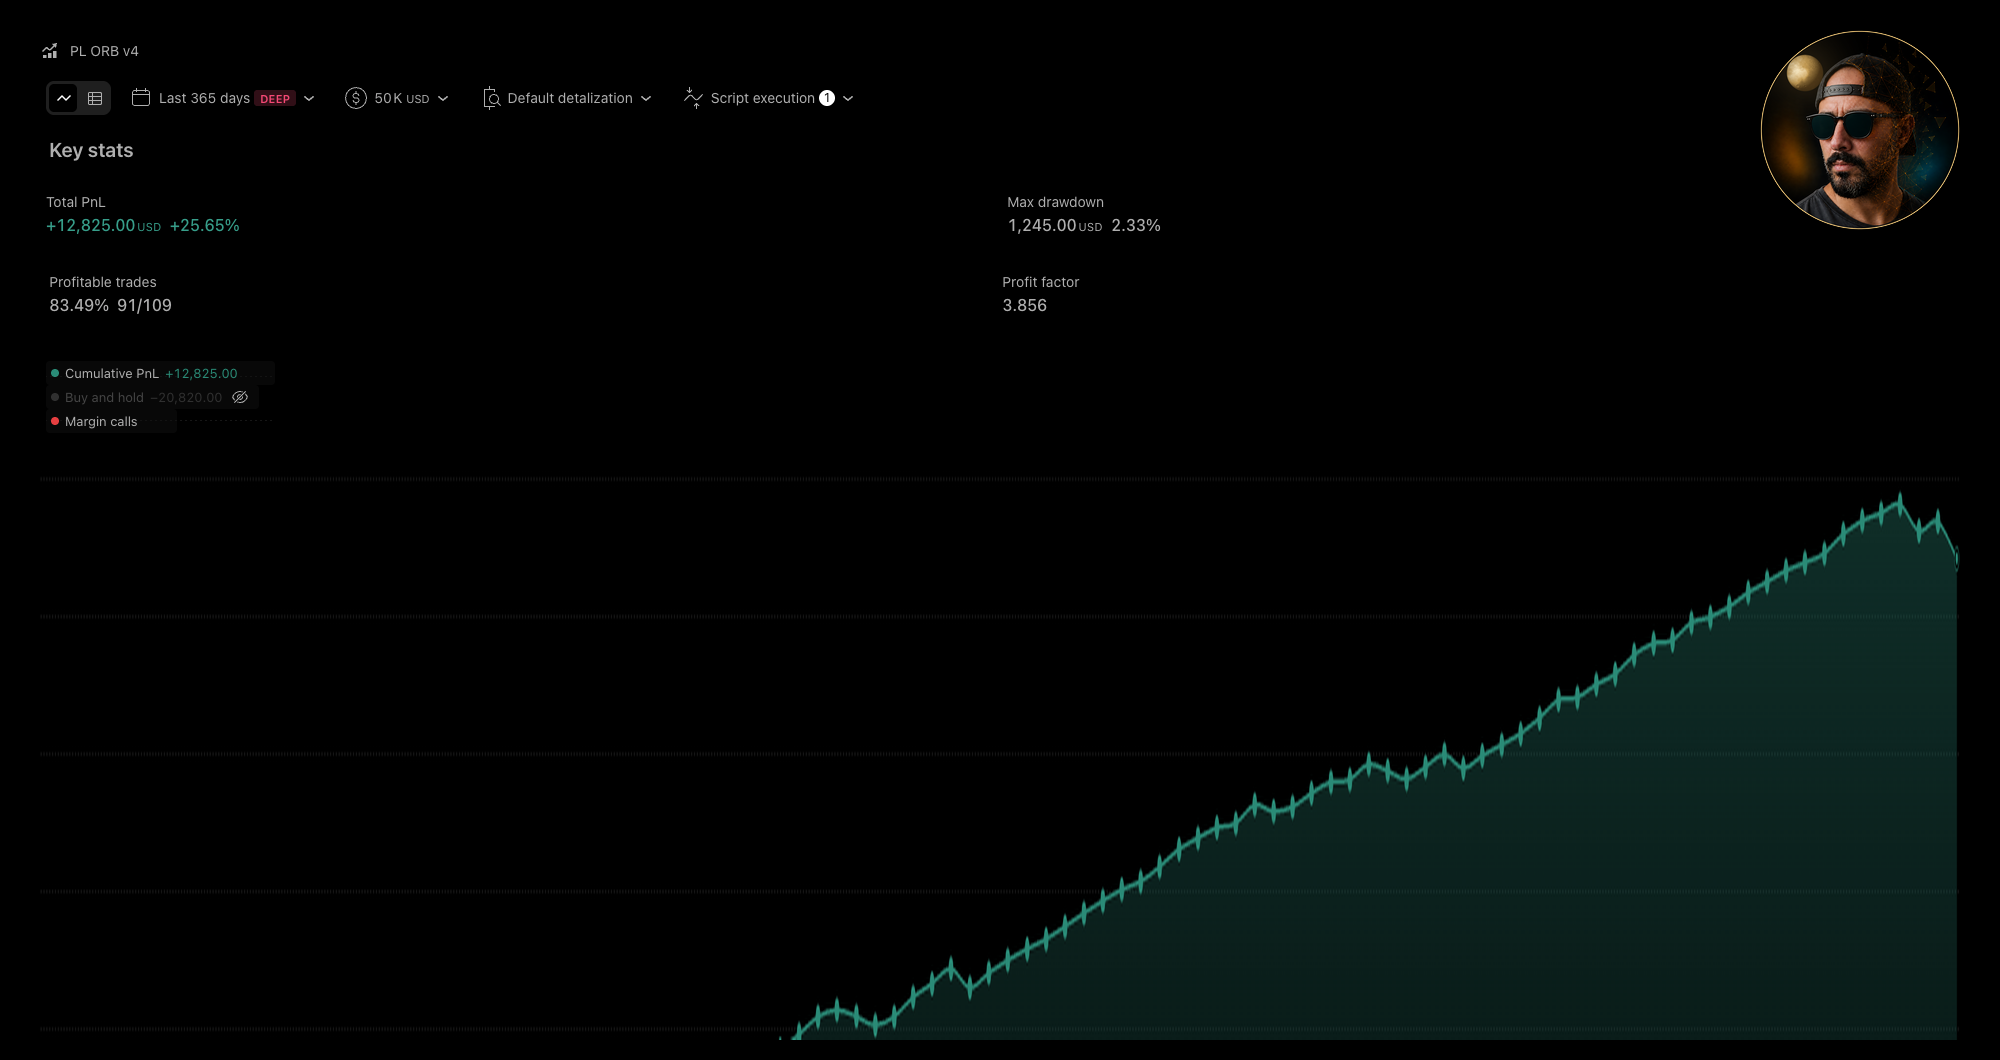 PL ORB v4
Last 365 days DEEP
$ 50K USD
Default detalization
Script execution 1
Key stats
Total PnL
+12,825.00 USD +25.65%
Max drawdown
1,245.00 USD 2.33%
Profitable trades
83.49% 91/109
Profit factor
3.856
Cumulative PnL +12,825.00
Buy and hold −20,820.00
Margin calls